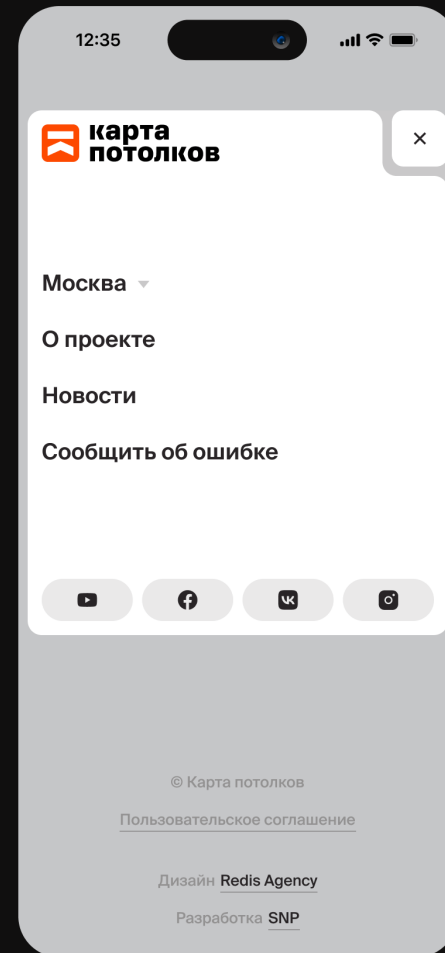 12:35
карта
потолков
Москва
О проекте
Новости
Сообщить об ошибке
© Карта потолков
Пользовательское соглашение
Дизайн Redis Agency
Разработка SNP